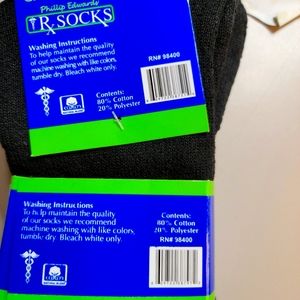 Phillip Edwards
RX SOCKS
Washing Instructions
To help maintain the quality
of our socks we recommend
machine washing with like colors,
tumble dry. Bleach white only.
RN# 98400
Contents:
80% Cotton
20% Polyester
Washing Instructions
To help maintain the quality
of our socks we recommend
machine washing with like colors,
tumble dry. Bleach white only.
Contents:
80% Cotton
20% Polyester
RN# 98400